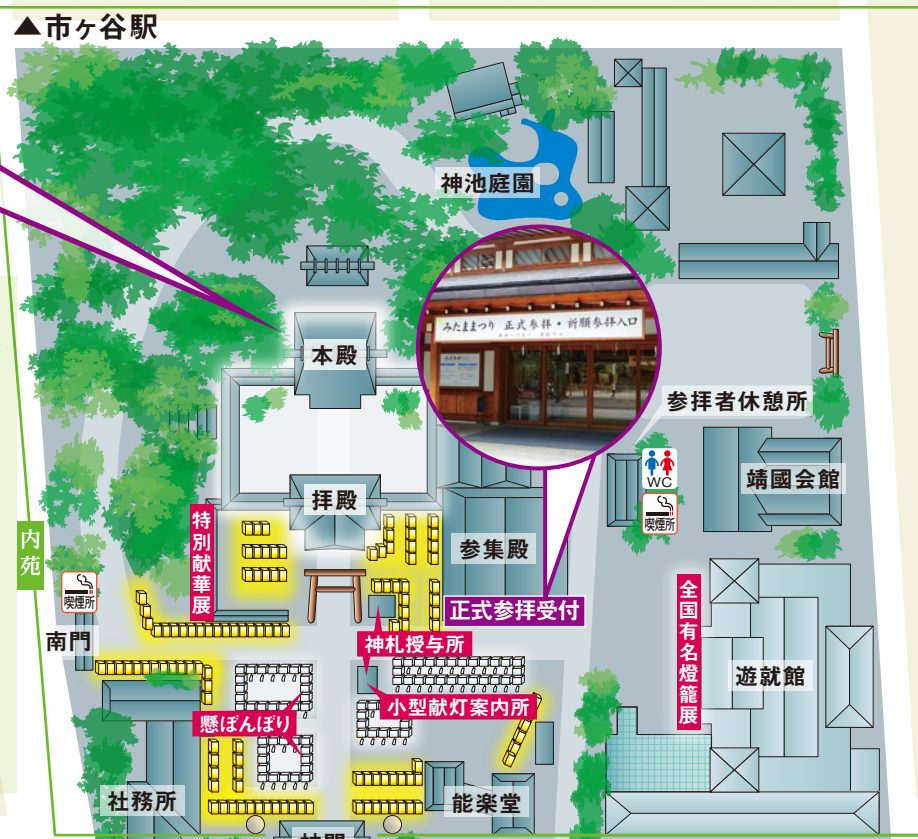 ▲市ヶ谷駅
神池庭園
みたままつり 正式参拝・祈願参拝入口
本殿
参拝者休憩所
WC
喫煙所
靖國会館
拝殿
特別献華展
参集殿
内苑
喫煙所
正式参拝受付
南門
神札授与所
全国有名燈籠展
遊就館
小型献灯案内所
懸ぼんぼり
社務所
能楽堂